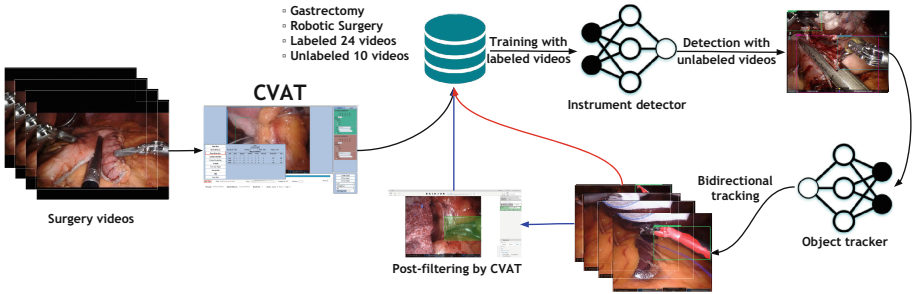 Gastrectomy
Robotic Surgery
Labeled 24 videos
Unlabeled 10 videos
Training with
labeled videos
Detection with
unlabeled videos
Instrument detector
CVAT
Surgery videos
Bidirectional
tracking
Object tracker
Post-filtering by CVAT